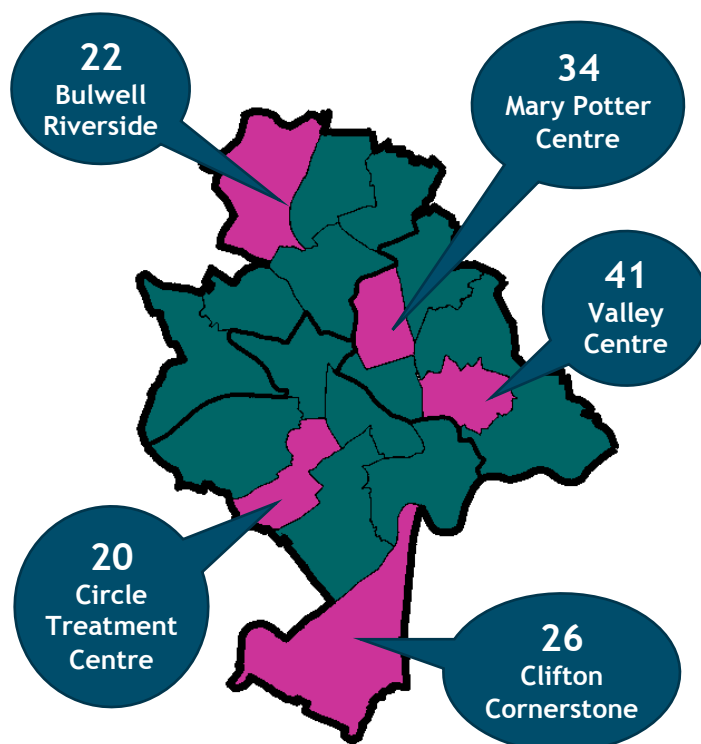 22
Bulwell
Riverside
34
Mary Potter
Centre
41
Valley
Centre
20
Circle
Treatment
Centre
26
Clifton
Cornerstone